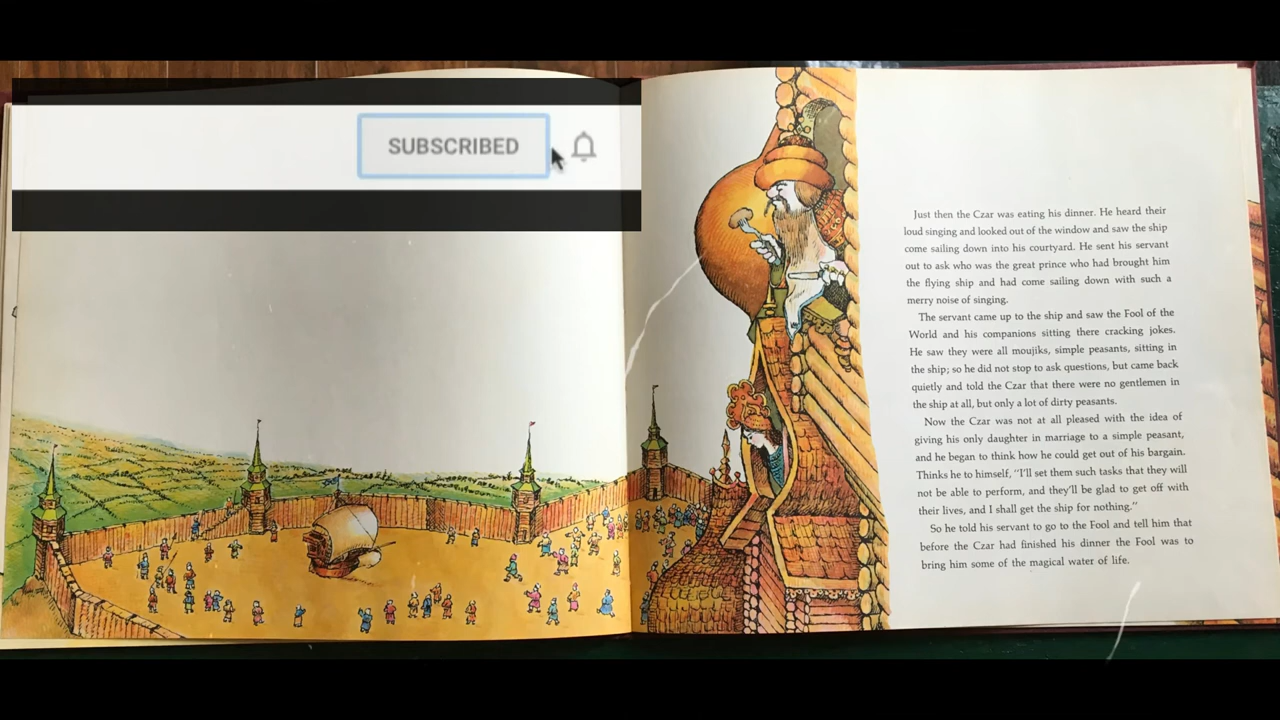 SUBSCRIBED
Just then the Czar was eating his dinner. He heard their
loud singing and looked out of the window and saw the ship
come sailing down into his courtyard. He sent his servant
out to ask who was the great prince who had brought him
the flying ship and had come sailing down with such a
merry noise of singing.
The servant came up to the ship and saw the Fool of the
World and his companions sitting there cracking jokes.
He saw they were all moujiks, simple peasants, sitting in
the ship; so he did not stop to ask questions, but came back
quietly and told the Czar that there were no gentlemen in
the ship at all, but only a lot of dirty peasants.
Now the Czar was not at all pleased with the idea of
giving his only daughter in marriage to a simple peasant,
and he began to think how he could get out of his bargain.
Thinks he to himself, “I'll set them such tasks that they will
not be able to perform, and they'll be glad to get off with
their lives, and I shall get the ship for nothing.”
So he told his servant to go to the Fool and tell him that
before the Czar had finished his dinner the Fool was to
bring him some of the magical water of life.